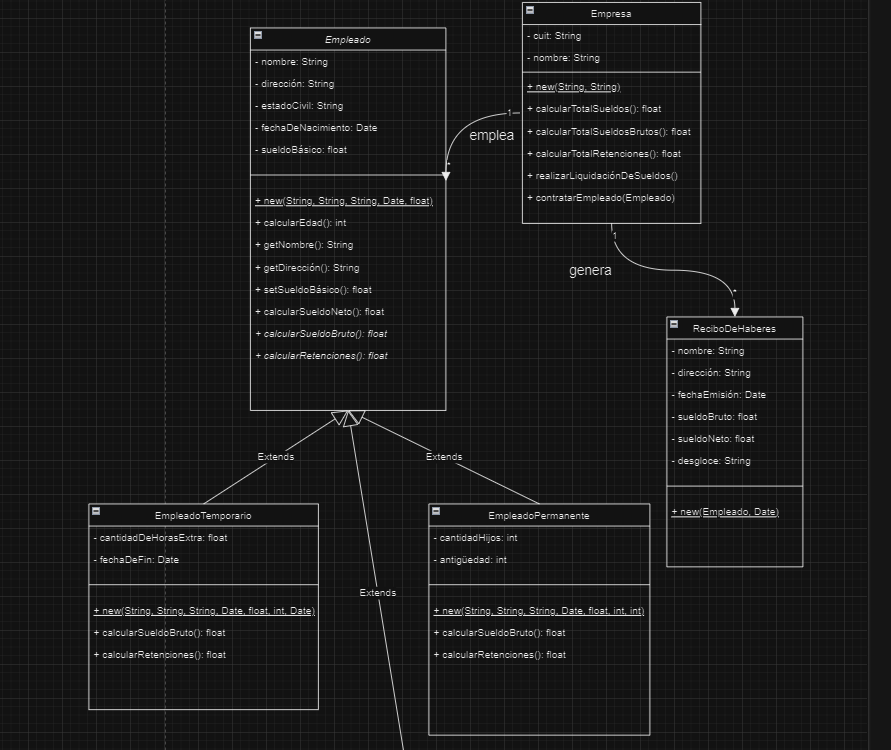 Empresa
- cuit: String
- nombre: String
+ new(String, String)
+ calcularTotalSueldos(): float
+ calcularTotalSueldosBrutos(): float
+ calcularTotalRetenciones(): float
+ realizarLiquidaciónDeSueldos()
+ contratarEmpleado(Empleado)
Empleado
- nombre: String
- dirección: String
- estadoCivil: String
- fechaDeNacimiento: Date
- sueldoBásico: float
+ new(String, String, String, Date, float)
+ calcularEdad(): int
+ getNombre(): String
+ getDirección(): String
+ setSueldoBásico(): float
+ calcularSueldoNeto(): float
+ calcularSueldoBruto(): float
+ calcularRetenciones(): float
1
emplea
*
1
genera
*
ReciboDeHaberes
- nombre: String
- dirección: String
- fechaEmisión: Date
- sueldoBruto: float
- sueldoNeto: float
- desgloce: String
+ new(Empleado, Date)
Extends
Extends
Extends
EmpleadoTemporario
- cantidadDeHorasExtra: float
- fechaDeFin: Date
+ new(String, String, String, Date, float, int, Date)
+ calcularSueldoBruto(): float
+ calcularRetenciones(): float
EmpleadoPermanente
- cantidadHijos: int
- antigüedad: int
+ new(String, String, String, Date, float, int, int)
+ calcularSueldoBruto(): float
+ calcularRetenciones(): float